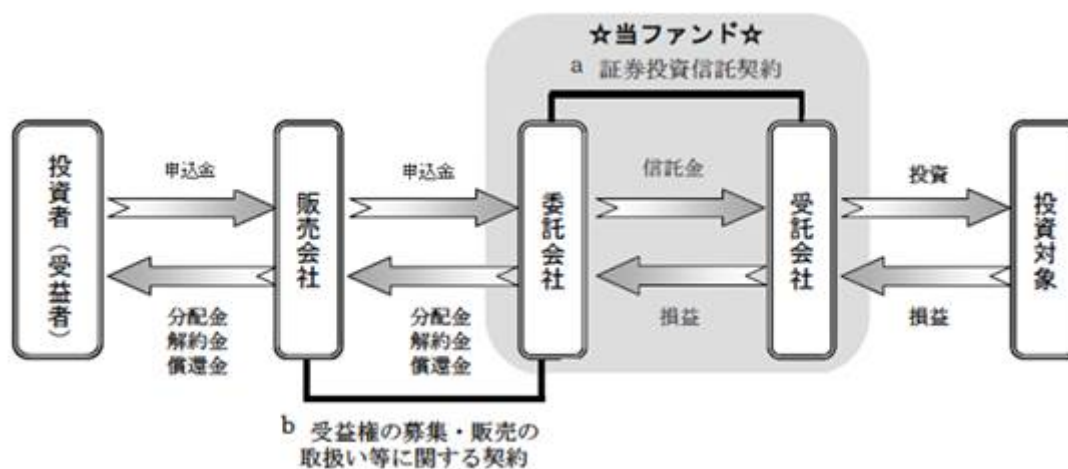 ☆当ファンド☆
a 証券投資信託契約
投資者（受益者）
申込金
販売会社
申込金
委託会社
信託金
受託会社
投資
投資対象
分配金
解約金
償還金
分配金
解約金
償還金
損益
損益
b 受益権の募集・販売の
取扱い等に関する契約